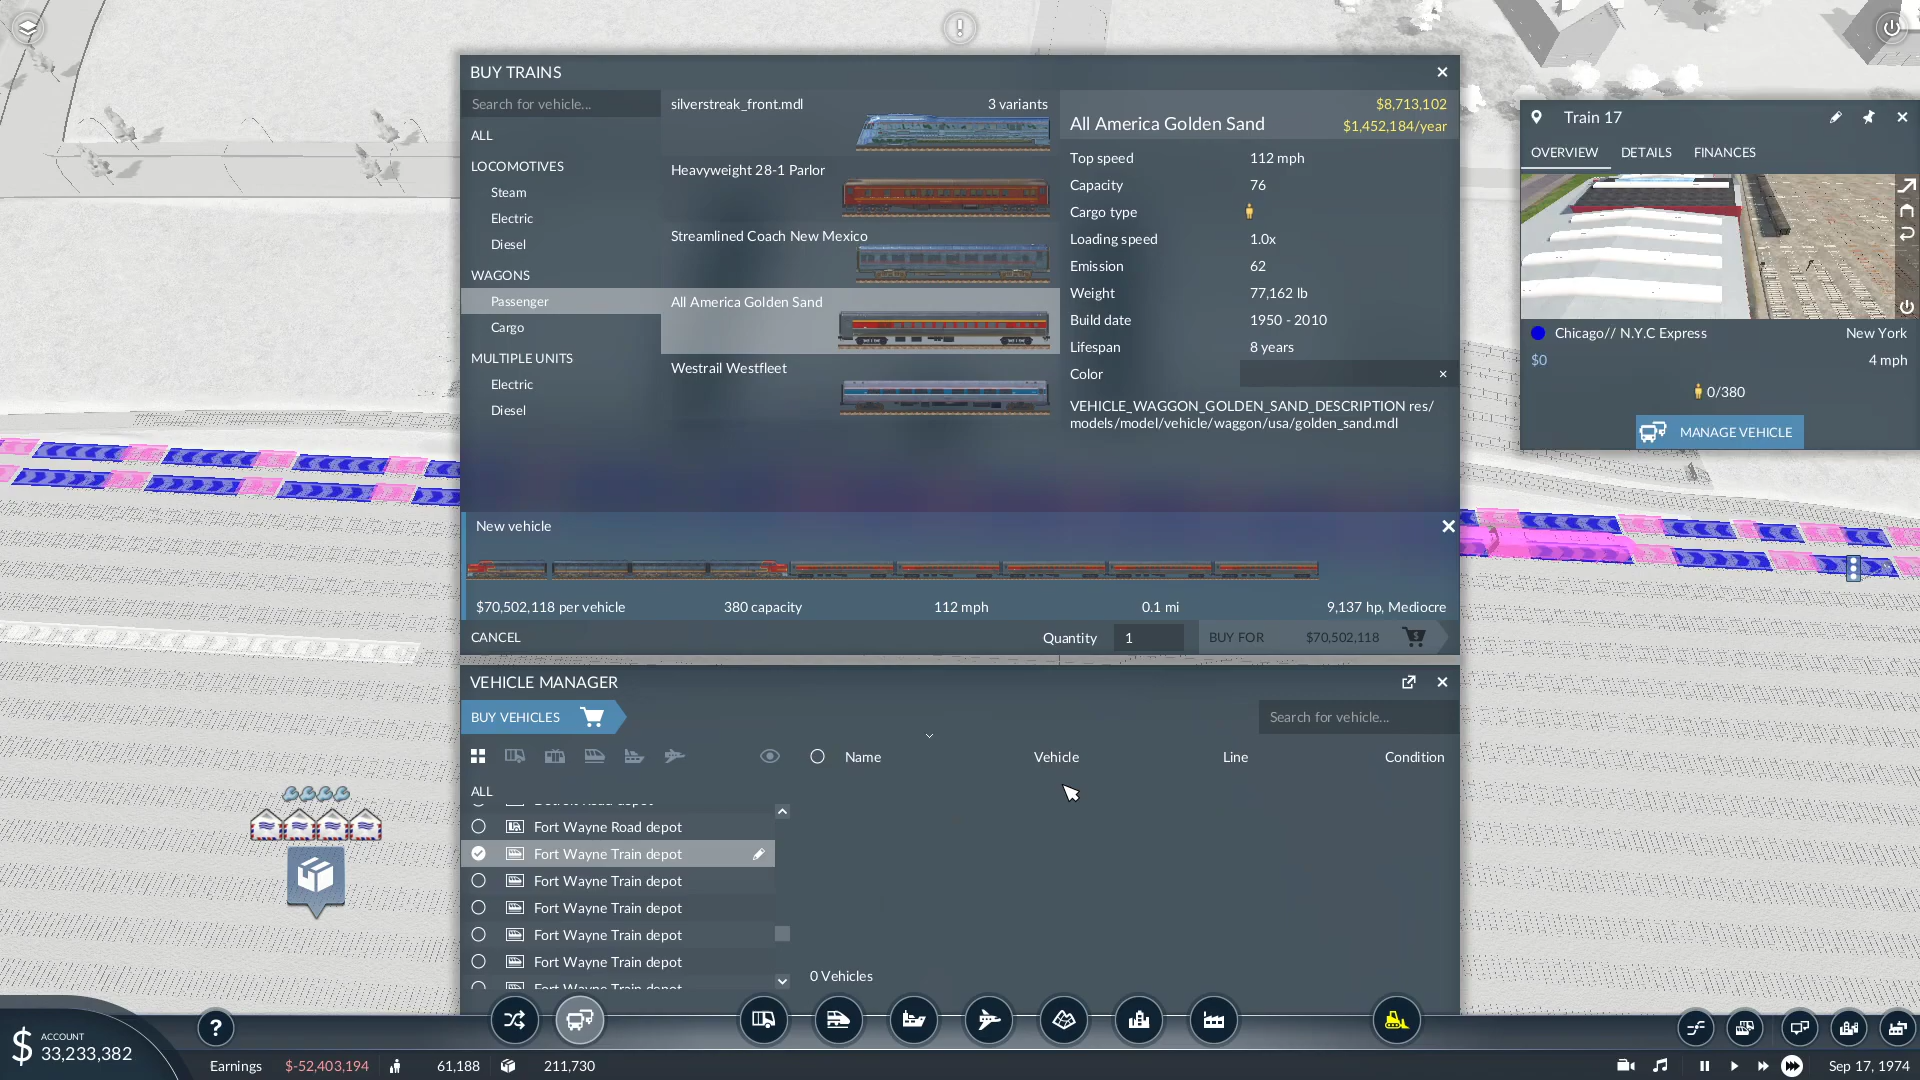 BUY TRAINS
Search for vehicle...
ALL
LOCOMOTIVES
Steam
Electric
Diesel
WAGONS
Passenger
Cargo
MULTIPLE UNITS
Electric
Diesel
silverstreak_front.mdl 3 variants
Heavyweight 28-1 Parlor
Streamlined Coach New Mexico
All America Golden Sand
Westrail Westfleet
$8,713,102
All America Golden Sand $1,452,184/year
Top speed 112 mph
Capacity 76
Cargo type
Loading speed 1.0x
Emission 62
Weight 77,162 lb
Build date 1950 - 2010
Lifespan 8 years
Color
VEHICLE_WAGGON_GOLDEN_SAND_DESCRIPTION res/
models/model/vehicle/waggon/usa/golden_sand.mdl
New vehicle
$70,502,118 per vehicle 380 capacity 112 mph 0.1 mi 9,137 hp, Mediocre
CANCEL Quantity 1 BUY FOR $70,502,118
Train 17
OVERVIEW DETAILS FINANCES
Chicago// N.Y.C Express New York
$0 4 mph
0/380
MANAGE VEHICLE
VEHICLE MANAGER
BUY VEHICLES Search for vehicle...
Name Vehicle Line Condition
ALL
Detroit Road depot
Fort Wayne Road depot
Fort Wayne Train depot
Fort Wayne Train depot
Fort Wayne Train depot
Fort Wayne Train depot
Fort Wayne Train depot
Fort Wayne Train depot
0 Vehicles
$ ACCOUNT
33,233,382
?
Earnings $-52,403,194 61,188 211,730 Sep 17, 1974